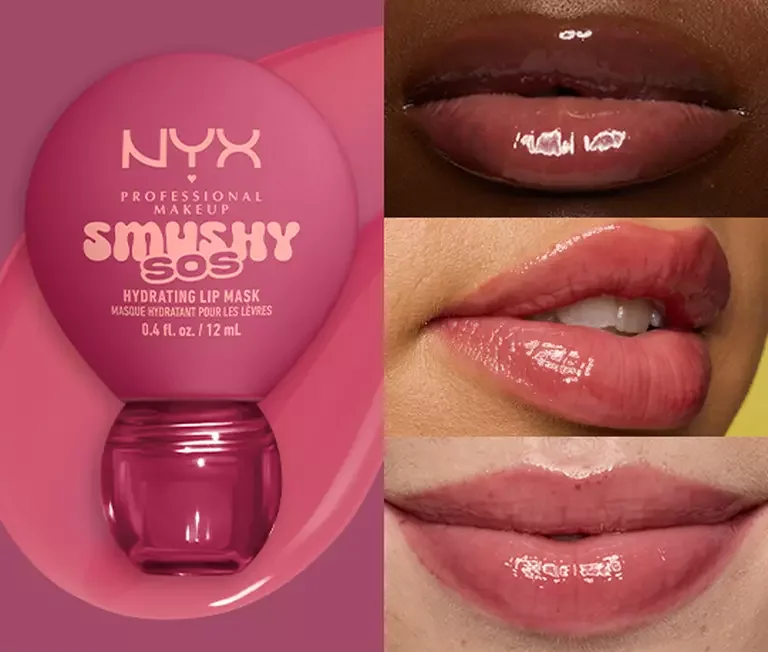 NYX
PROFESSIONAL
MAKEUP
SMUSHY
SOS
HYDRATING LIP MASK
MASQUE HYDRATANT POUR LES LÈVRES
0.4 fl. oz. / 12 mL